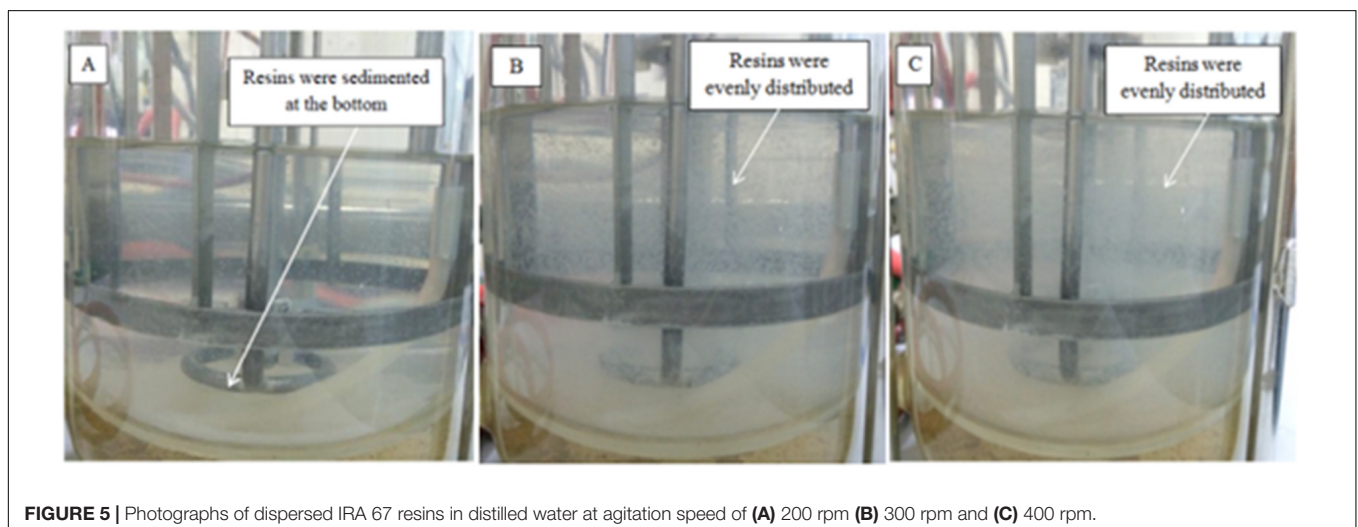 A
Resins were sedimented
at the bottom
B
Resins were
evenly distributed
C
Resins were
evenly distributed
FIGURE 5 | Photographs of dispersed IRA 67 resins in distilled water at agitation speed of (A) 200 rpm (B) 300 rpm and (C) 400 rpm.